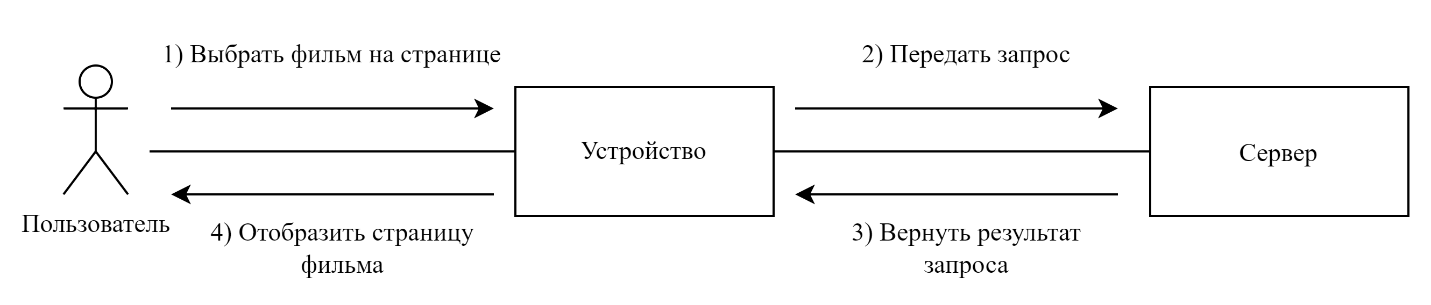 1) Выбрать фильм на странице
2) Передать запрос
Устройство
Сервер
Пользователь
4) Отобразить страницу
фильма
3) Вернуть результат
запроса